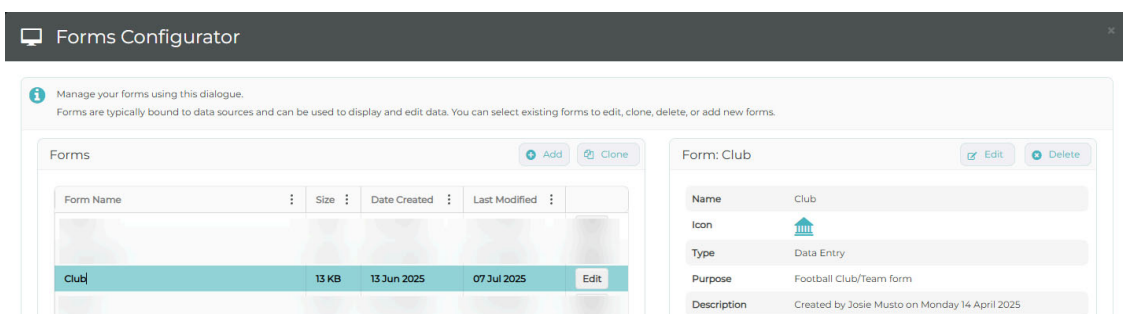 Forms Configurator
x
Manage your forms using this dialogue.
Forms are typically bound to data sources and can be used to display and edit data. You can select existing forms to edit, clone, delete, or add new forms.
Forms
Add
Clone
Form Name
Size
Date Created
Last Modified
Club
13 KB
13 Jun 2025
07 Jul 2025
Edit
Form: Club
Edit
Delete
Name Club
Icon
Type Data Entry
Purpose Football Club/Team form
Description Created by Josie Musto on Monday 14 April 2025